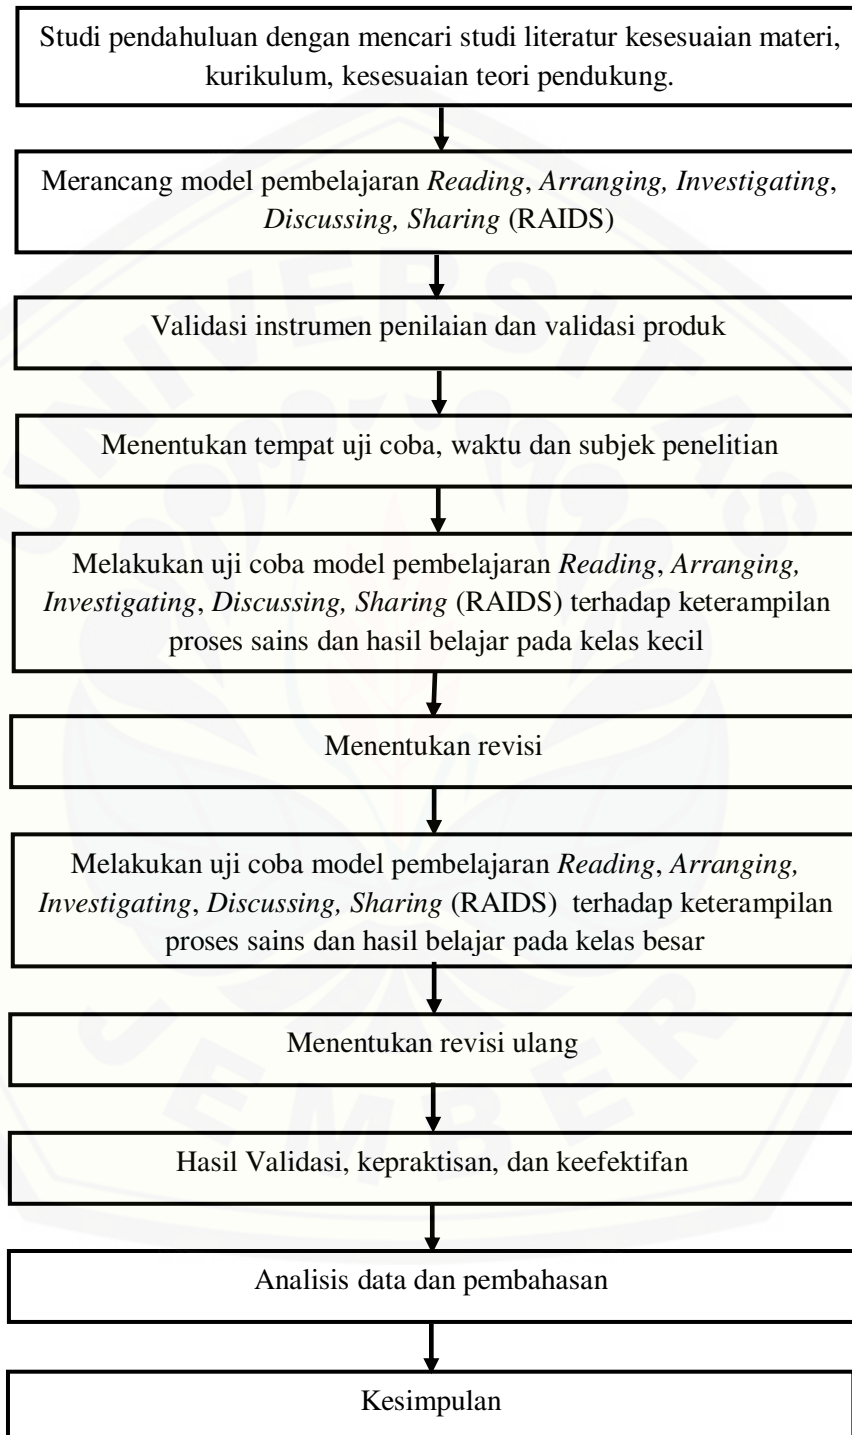 Studi pendahuluan dengan mencari studi literatur kesesuaian materi,
kurikulum, kesesuaian teori pendukung.
Merancang model pembelajaran Reading, Arranging, Investigating,
Discussing, Sharing (RAIDS)
Validasi instrumen penilaian dan validasi produk
Menentukan tempat uji coba, waktu dan subjek penelitian
Melakukan uji coba model pembelajaran Reading, Arranging,
Investigating, Discussing, Sharing (RAIDS) terhadap keterampilan
proses sains dan hasil belajar pada kelas kecil
Menentukan revisi
Melakukan uji coba model pembelajaran Reading, Arranging,
Investigating, Discussing, Sharing (RAIDS) terhadap keterampilan
proses sains dan hasil belajar pada kelas besar
Menentukan revisi ulang
Hasil Validasi, kepraktisan, dan keefektifan
Analisis data dan pembahasan
Kesimpulan
UNIVERSITAS
JEMBER